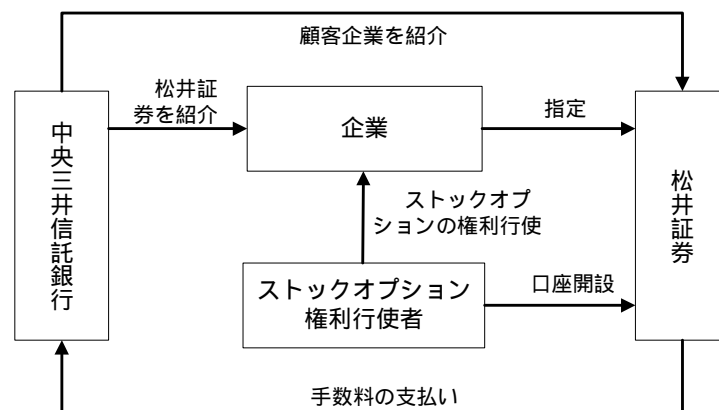 顧客企業を紹介
松井証
券を紹介
企業
指定
中央三井信託銀行
松井証券
ストックオプ
ションの権利行使
ストックオプション
権利行使者
口座開設
手数料の支払い